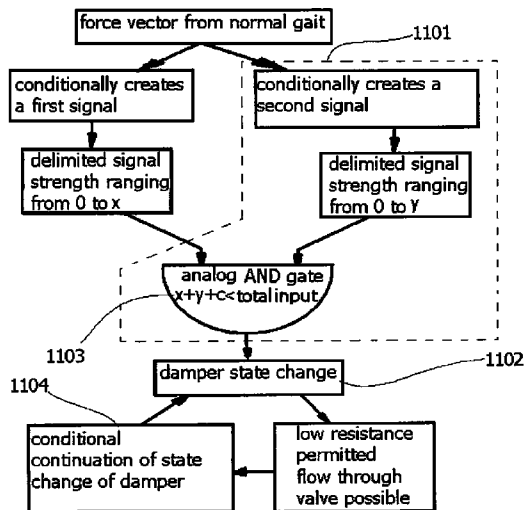 force vector from normal gait
1101
conditionally creates
a first signal
conditionally creates a
second signal
delimited signal
strength ranging
from 0 to x
delimited signal
strength ranging
from 0 to y
analog AND gate
x+y+c<total input
1103
1102
damper state change
1104
conditional
continuation of state
change of damper
low resistance
permitted
flow through
valve possible